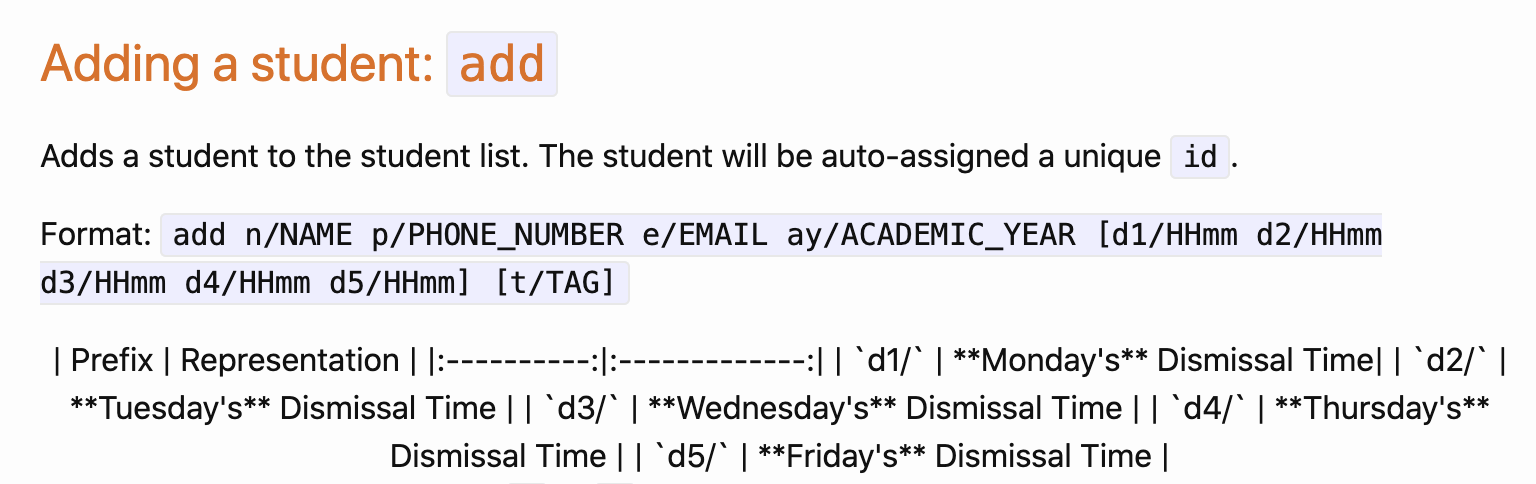 Adding a student: add
Adds a student to the student list. The student will be auto-assigned a unique id.
Format: add n/NAME p/PHONE_NUMBER e/EMAIL ay/ACADEMIC_YEAR [d1/HHmm d2/HHmm
d3/HHmm d4/HHmm d5/HHmm] [t/TAG]
| Prefix | Representation | |:----------:|:-------------:| | `d1/` | **Monday's** Dismissal Time| | `d2/` |
**Tuesday's** Dismissal Time | | `d3/` | **Wednesday's** Dismissal Time | | `d4/` | **Thursday's**
Dismissal Time | | `d5/` | **Friday's** Dismissal Time |